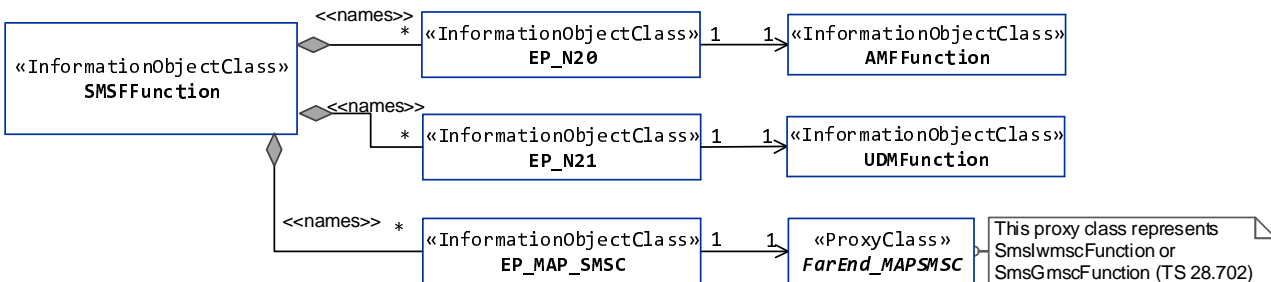 <<names>>
*
«InformationObjectClass»
SMSFFunction
«InformationObjectClass»
EP_N20
1 1
«InformationObjectClass»
AMFFunction
<<names>>
*
«InformationObjectClass»
EP_N21
1 1
«InformationObjectClass»
UDMFunction
<<names>>
*
«InformationObjectClass»
EP_MAP_SMSC
1 1
«ProxyClass»
FarEnd_MAPSMSC
This proxy class represents
SmsIwmscFunction or
SmsGmscFunction (TS 28.702)